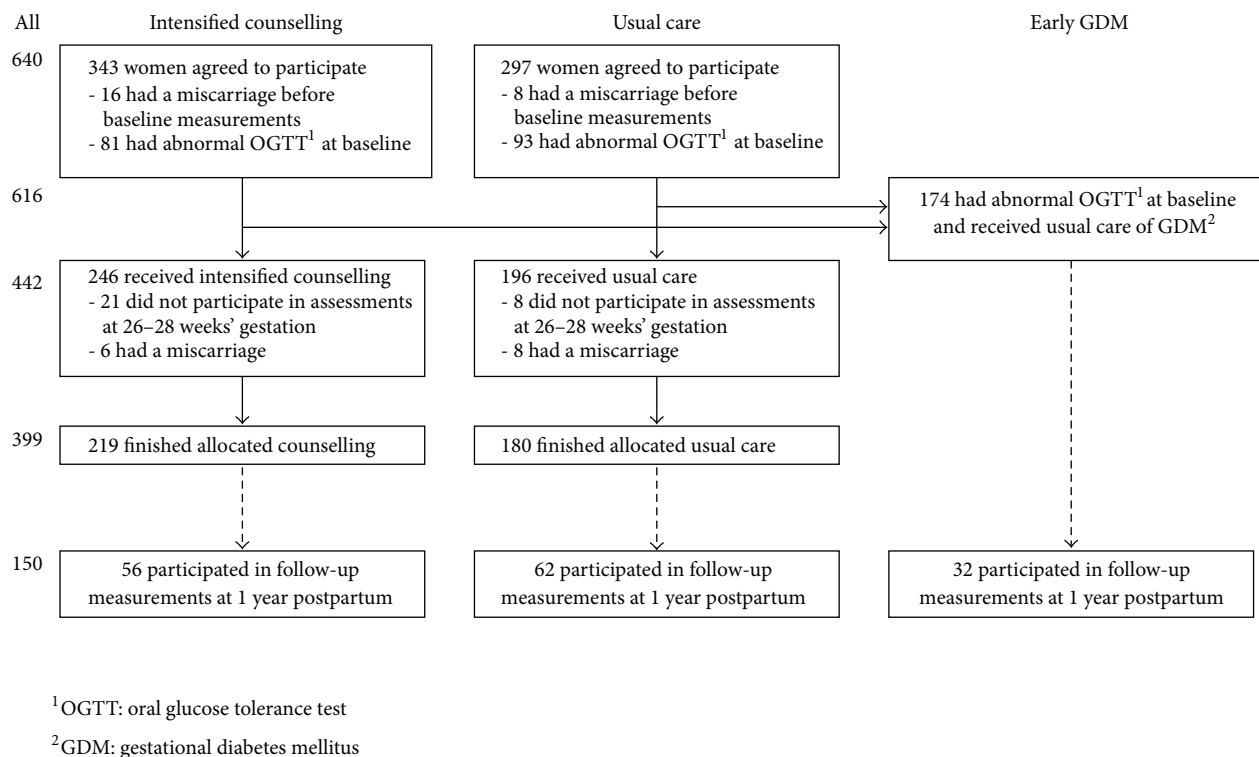 All
Intensified counselling
Usual care
Early GDM
640
343 women agreed to participate
- 16 had a miscarriage before
baseline measurements
- 81 had abnormal OGTT¹ at baseline
297 women agreed to participate
- 8 had a miscarriage before
baseline measurements
- 93 had abnormal OGTT¹ at baseline
616
174 had abnormal OGTT¹ at baseline
and received usual care of GDM²
442
246 received intensified counselling
- 21 did not participate in assessments
at 26–28 weeks’ gestation
- 6 had a miscarriage
196 received usual care
- 8 did not participate in assessments
at 26–28 weeks’ gestation
- 8 had a miscarriage
399
219 finished allocated counselling
180 finished allocated usual care
150
56 participated in follow-up
measurements at 1 year postpartum
62 participated in follow-up
measurements at 1 year postpartum
32 participated in follow-up
measurements at 1 year postpartum
¹OGTT: oral glucose tolerance test
²GDM: gestational diabetes mellitus